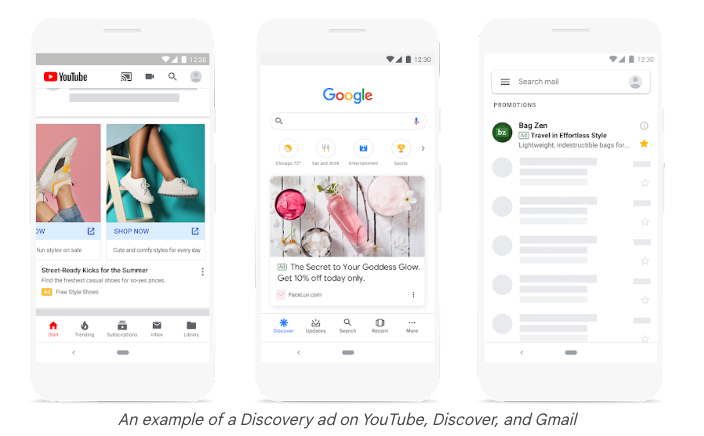 12:30
YouTube
OW
SHOP NOW
fun styles on sale
Cute and comfy styles for every day
Street-Ready Kicks for the Summer
Find the freshest casual shoes for so-yes prices.
Ad Free Style Shoes
Start Trending Subscriptions Inbox Library
12:30
Google
Chicago 72° Eat and drink Entertainment Sports
Ad The Secret to Your Goddess Glow.
Get 10% off today only.
FaceLux.com
Discover Updates Search Recent More
12:30
Search mail
PROMOTIONS
bz
Bag Zen
Ad Travel in Effortless Style
Lightweight, indestructible bags for...
An example of a Discovery ad on YouTube, Discover, and Gmail